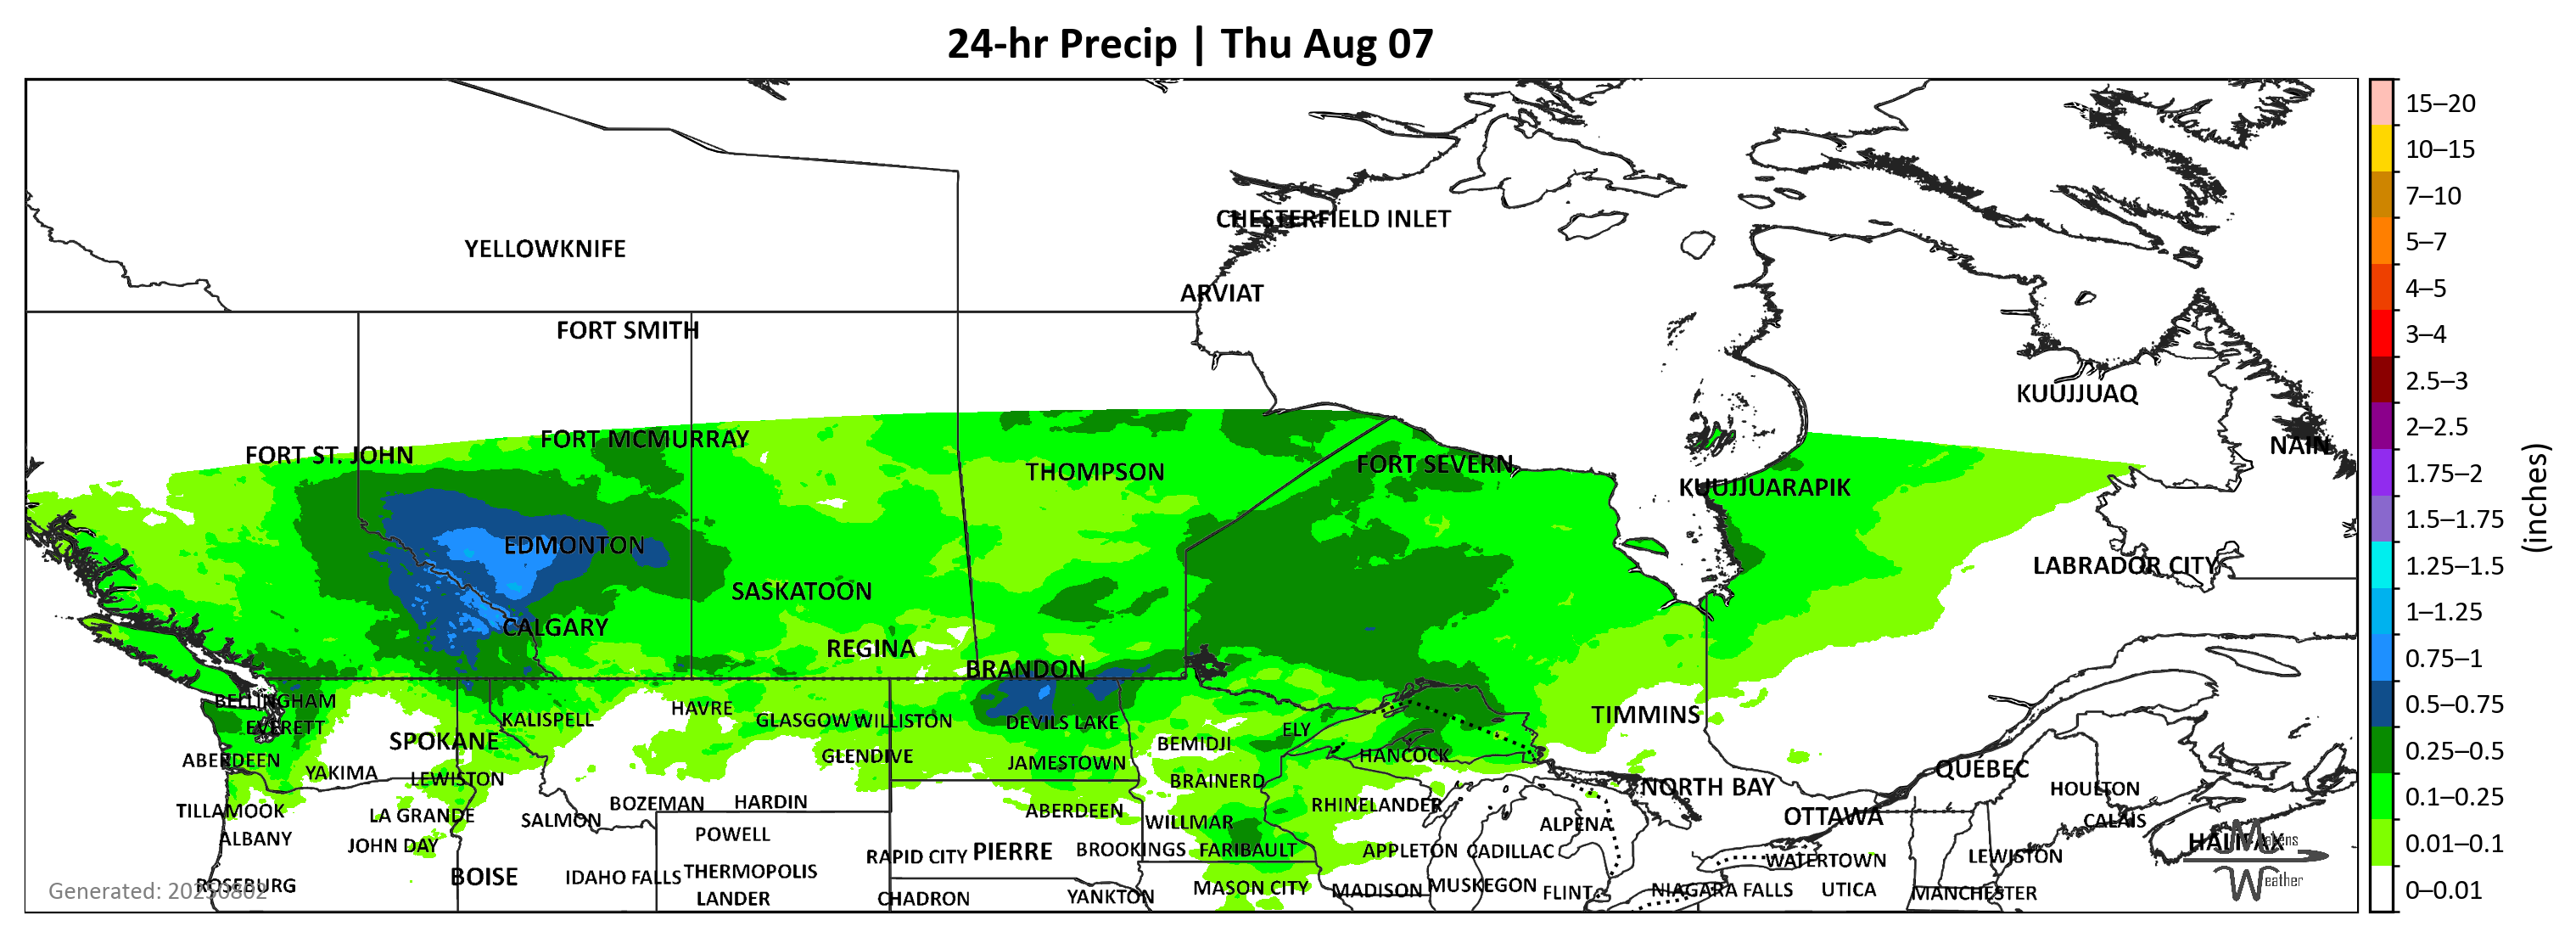 24-hr Precip | Thu Aug 07
CHESTERFIELD INLET
YELLOWKNIFE
ARVIAT
FORT SMITH
KUUJJUAQ
FORT MCMURRAY
NAIN
FORT ST. JOHN
THOMPSON
FORT SEVERN
KUUJJUARAPIK
EDMONTON
LABRADOR CITY
SASKATOON
CALGARY
REGINA
BRANDON
BELLINGHAM
HAVRE
KALISPELL
GLASGOW
WILLISTON
DEVILS LAKE
TIMMINS
EVERETT
ELY
SPOKANE
BEMIDJI
ABERDEEN
GLENDIVE
JAMESTOWN
HANCOCK
QUÉBEC
YAKIMA
LEWISTON
BRAINERD
NORTH BAY
HOULTON
TILLAMOOK
LA GRANDE
SALMON
BOZEMAN
HARDIN
ABERDEEN
RHINELANDER
OTTAWA
WILLMAR
ALPENA
CALAIS
ALBANY
JOHN DAY
POWELL
HALIFAX
RAPID CITY
PIERRE
BROOKINGS
FARIBAULT
APPLETON
CADILLAC
WATERTOWN
LEWISTON
BOISE
IDAHO FALLS
THERMOPOLIS
ROSEBURG
MASON CITY
MADISON
MUSKEGON
FLINT
NIAGARA FALLS
UTICA
MANCHESTER
LANDER
CHADRON
YANKTON
Generated: 20250802
Makens
Weather
15–20
10–15
7–10
5–7
4–5
3–4
2.5–3
2–2.5
1.75–2
1.5–1.75
1.25–1.5
1–1.25
0.75–1
0.5–0.75
0.25–0.5
0.1–0.25
0.01–0.1
0–0.01
(inches)